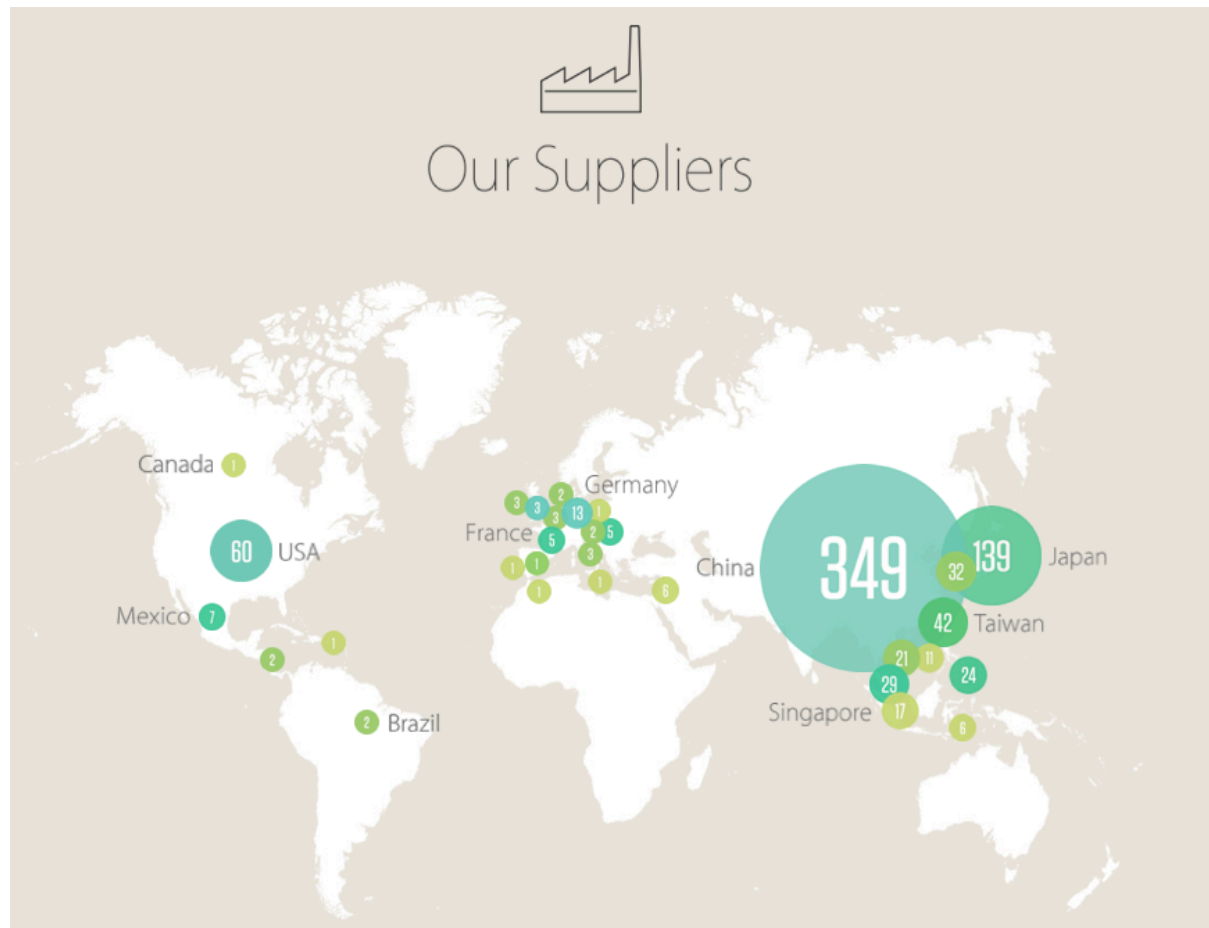 Our Suppliers
Canada 1
60 USA
Mexico 7
2
1
2 Brazil
Germany
3
3
2
3
13
1
France 5
2
5
3
1
1
1
1
6
China 349
139 Japan
32
42 Taiwan
21
11
29
24
Singapore 17
6